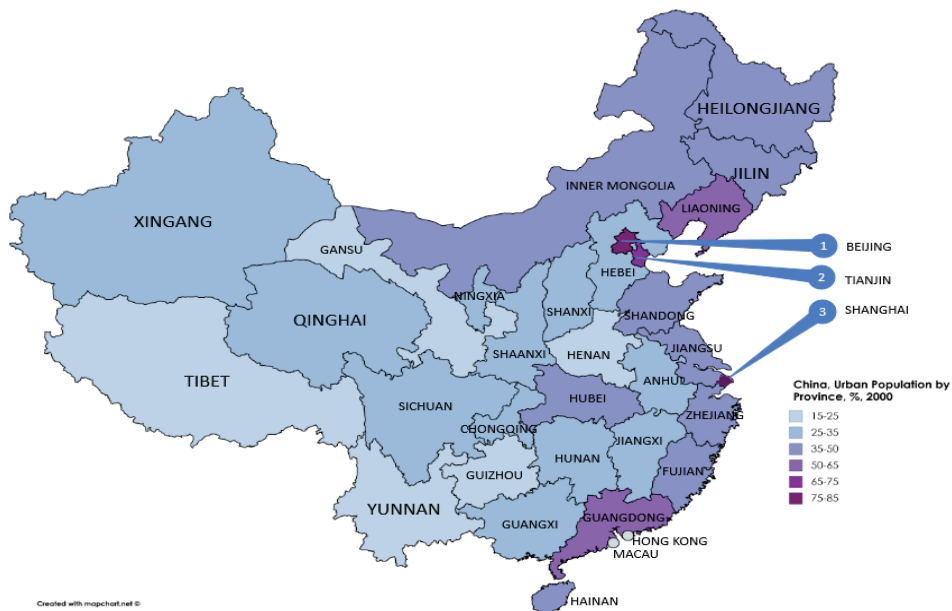 HEILONGJIANG
JILIN
INNER MONGOLIA
LIAONING
XINGANG
GANSU
1 BEIJING
HEBEI
2 TIANJIN
NINGXIA
QINGHAI
SHANXI
SHANDONG
3 SHANGHAI
JIANGSU
SHAANXI
HENAN
TIBET
ANHUI
SICHUAN
HUBEI
ZHEJIANG
CHONGQING
JIANGXI
HUNAN
GUIZHOU
FUJIAN
YUNNAN
GUANGXI
GUANGDONG
HONG KONG
MACAU
HAINAN
China, Urban Population by
Province, %, 2000
15-25
25-35
35-50
50-65
65-75
75-85
Created with mapchart.net ©